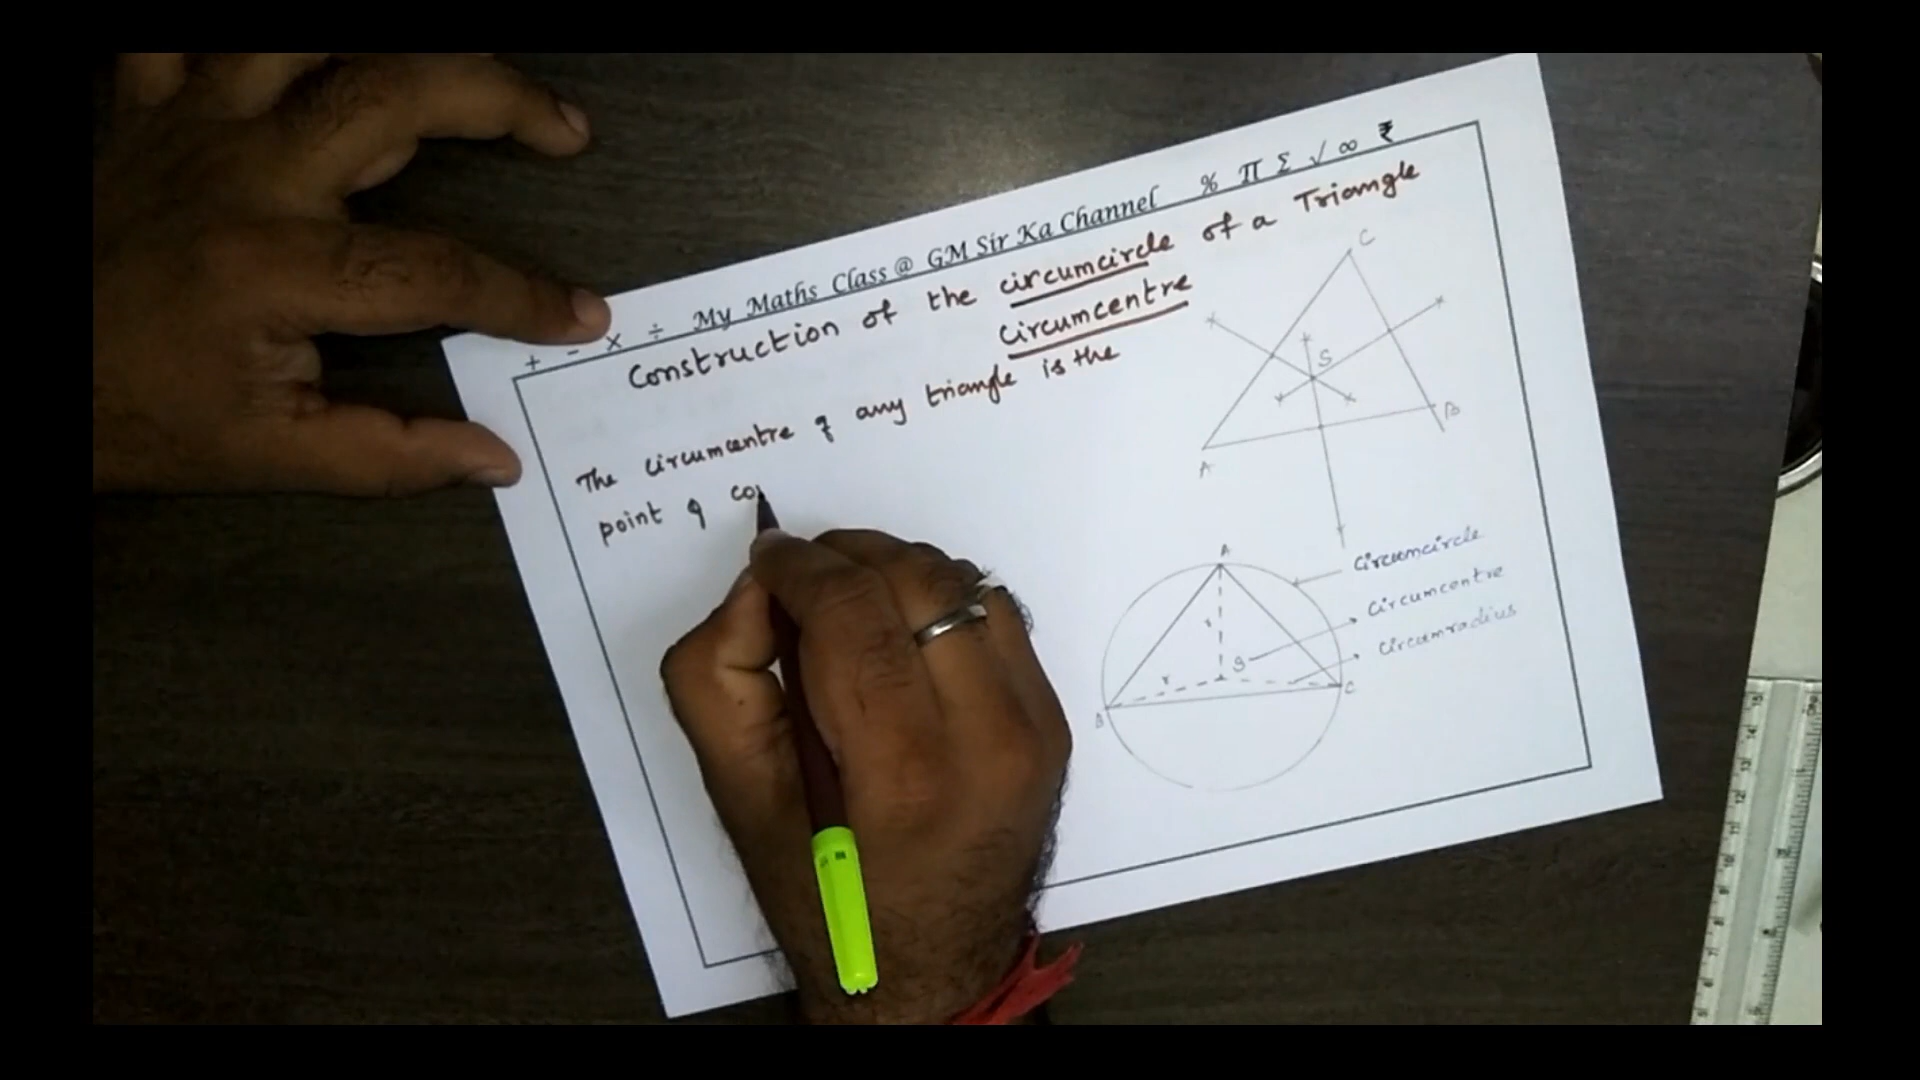 + - × ÷ My Maths Class @ GM Sir Ka Channel % Π Σ √ ∞ ₹
Construction of the circumcircle of a Triangle
circumcentre
The circumcentre of any triangle is the
point of co
C
S
A
B
A
r
S
r
B
C
Circumcircle
Circumcentre
Circumradius